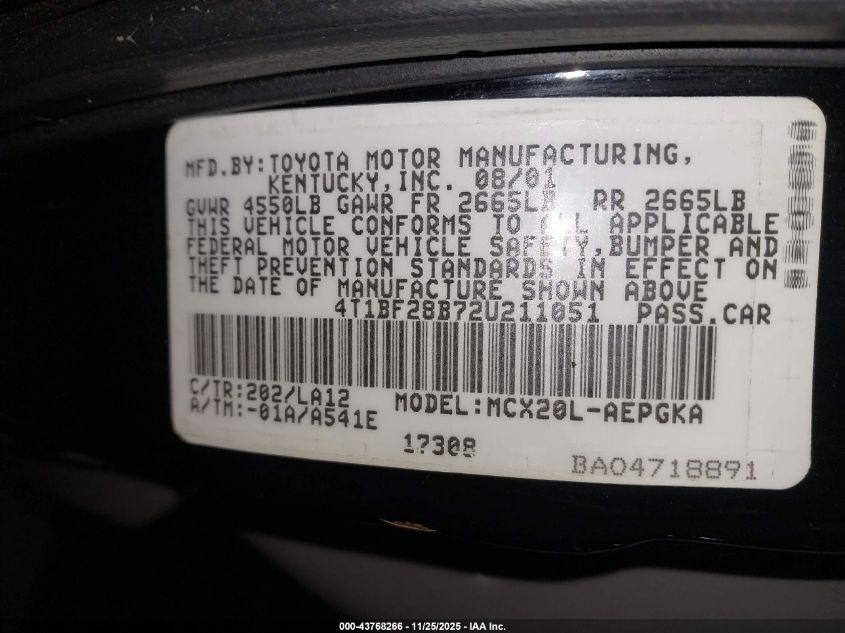 MFD.BY:TOYOTA MOTOR MANUFACTURING,
KENTUCKY,INC. 08/01
GVWR 4550LB GAWR FR 2665LB RR 2665LB
THIS VEHICLE CONFORMS TO ALL APPLICABLE
FEDERAL MOTOR VEHICLE SAFETY,BUMPER AND
THEFT PREVENTION STANDARDS IN EFFECT ON
THE DATE OF MANUFACTURE SHOWN ABOVE
4T1BF28B72U211051 PASS.CAR
C/TR:202/LA12
A/TM:-01A/A541E MODEL:MCX20L-AEPGKA
17308
BA04718891
000-43768266 - 11/25/2025 - IAA Inc.